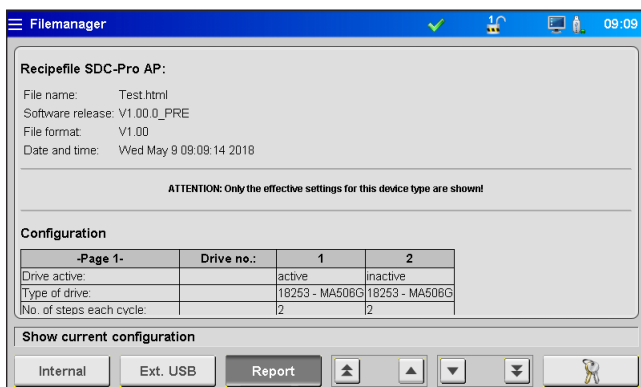 Filemanager 1 09:09
Recipefile SDC-Pro AP:
File name: Test.html
Software release: V1.00.0_PRE
File format: V1.00
Date and time: Wed May 9 09:09:14 2018
ATTENTION: Only the effective settings for this device type are shown!
Configuration
-Page 1- Drive no.: 1 2
Drive active: active inactive
Type of drive: 18253 - MA506G 18253 - MA506G
No. of steps each cycle: 2 2
Show current configuration
Internal Ext. USB Report